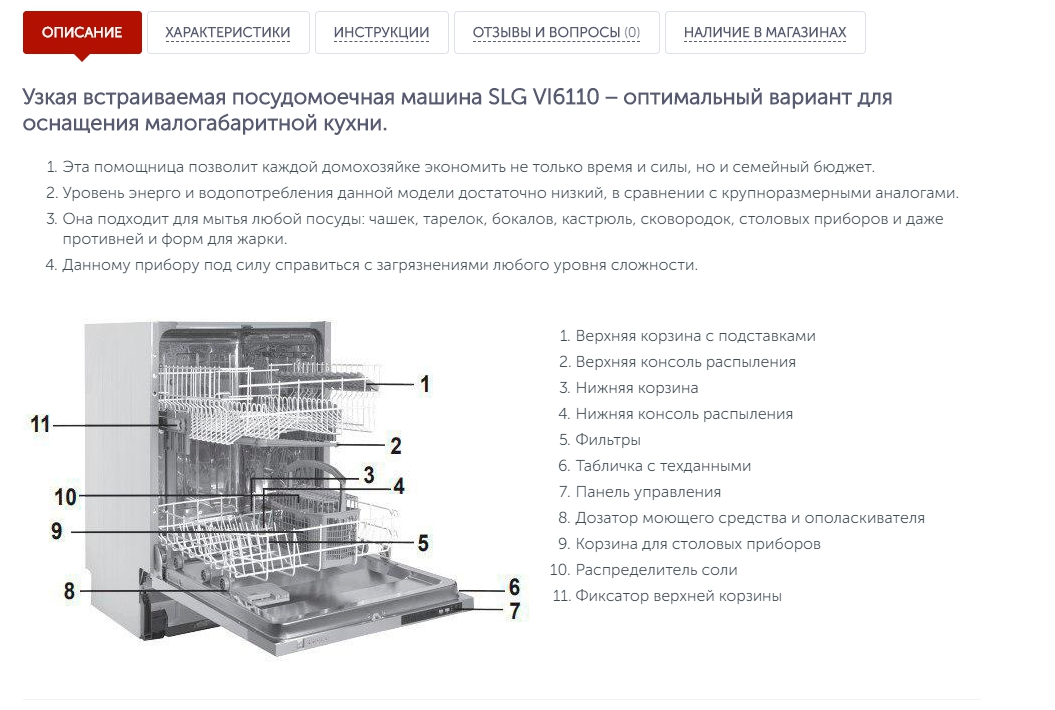 ОПИСАНИЕ
ХАРАКТЕРИСТИКИ
ИНСТРУКЦИИ
ОТЗЫВЫ И ВОПРОСЫ (0)
НАЛИЧИЕ В МАГАЗИНАХ
Узкая встраиваемая посудомоечная машина SLG VI6110 – оптимальный вариант для
оснащения малогабаритной кухни.
1. Эта помощница позволит каждой домохозяйке экономить не только время и силы, но и семейный бюджет.
2. Уровень энерго и водопотребления данной модели достаточно низкий, в сравнении с крупноразмерными аналогами.
3. Она подходит для мытья любой посуды: чашек, тарелок, бокалов, кастрюль, сковородок, столовых приборов и даже
противней и форм для жарки.
4. Данному прибору под силу справиться с загрязнениями любого уровня сложности.
1
11
2
3
4
10
9
5
8
6
7
1. Верхняя корзина с подставками
2. Верхняя консоль распыления
3. Нижняя корзина
4. Нижняя консоль распыления
5. Фильтры
6. Табличка с техданными
7. Панель управления
8. Дозатор моющего средства и ополаскивателя
9. Корзина для столовых приборов
10. Распределитель соли
11. Фиксатор верхней корзины